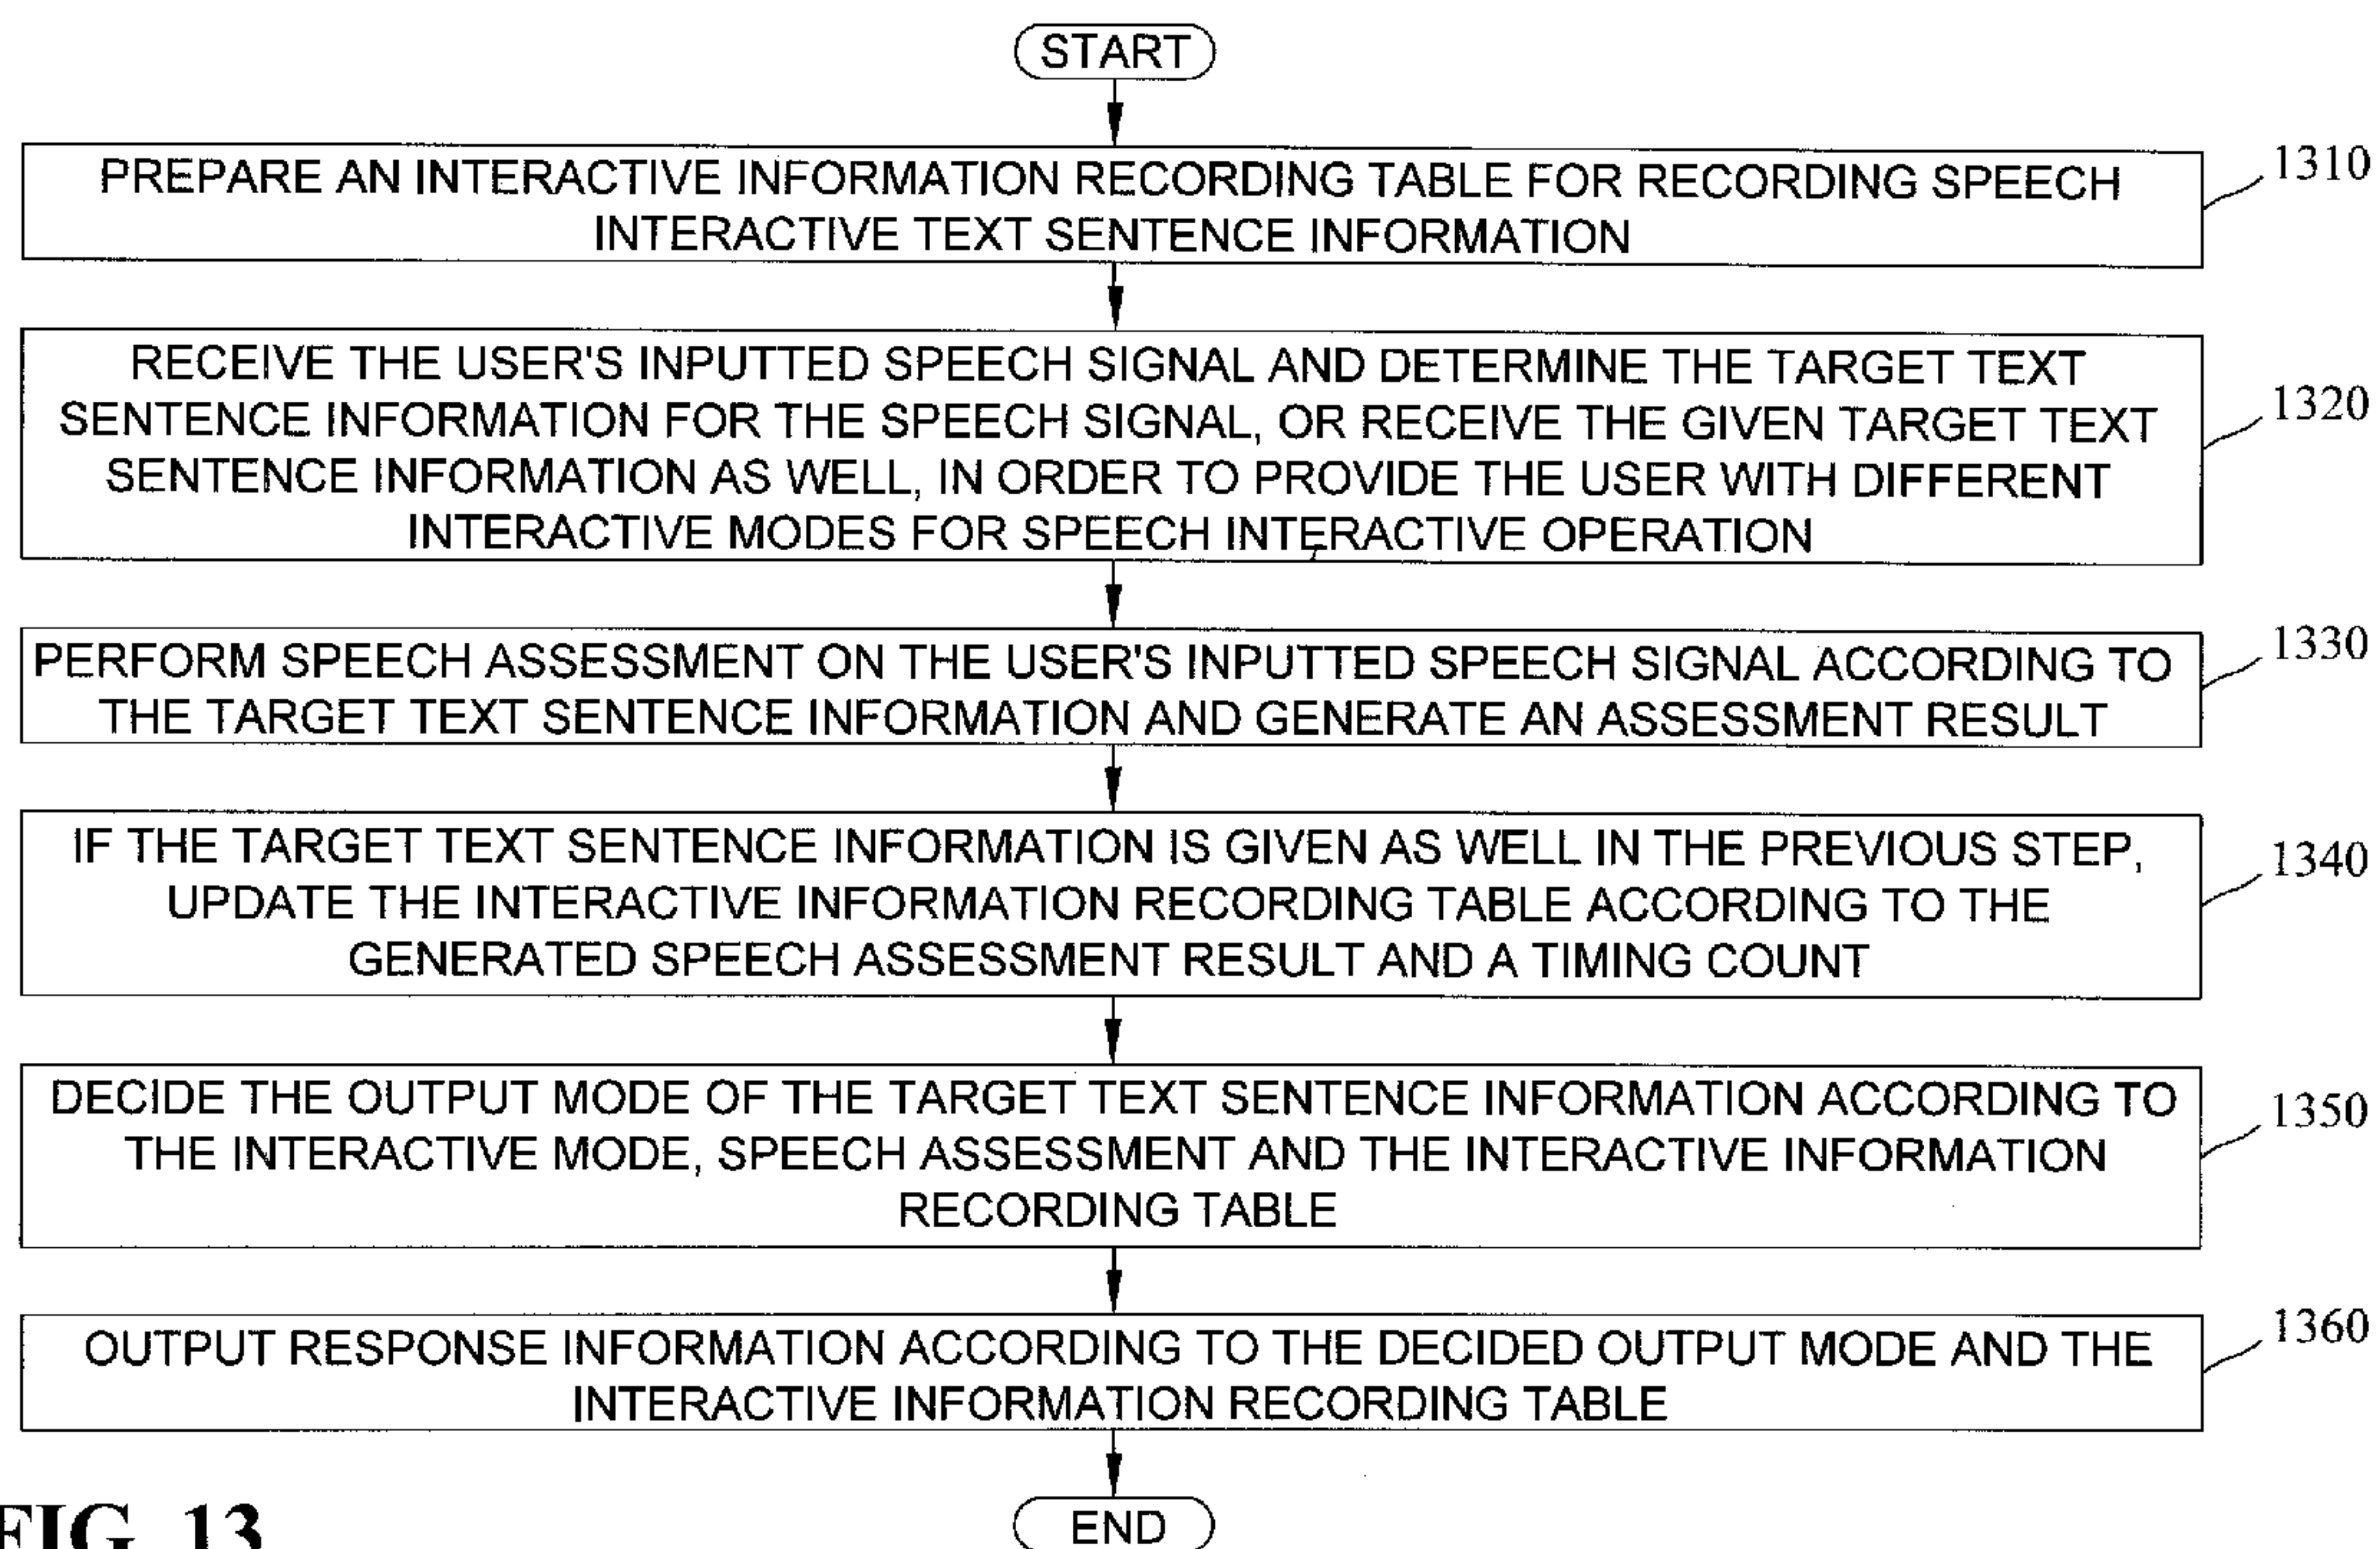 START
PREPARE AN INTERACTIVE INFORMATION RECORDING TABLE FOR RECORDING SPEECH
INTERACTIVE TEXT SENTENCE INFORMATION
1310
RECEIVE THE USER'S INPUTTED SPEECH SIGNAL AND DETERMINE THE TARGET TEXT
SENTENCE INFORMATION FOR THE SPEECH SIGNAL, OR RECEIVE THE GIVEN TARGET TEXT
SENTENCE INFORMATION AS WELL, IN ORDER TO PROVIDE THE USER WITH DIFFERENT
INTERACTIVE MODES FOR SPEECH INTERACTIVE OPERATION
1320
PERFORM SPEECH ASSESSMENT ON THE USER'S INPUTTED SPEECH SIGNAL ACCORDING TO
THE TARGET TEXT SENTENCE INFORMATION AND GENERATE AN ASSESSMENT RESULT
1330
IF THE TARGET TEXT SENTENCE INFORMATION IS GIVEN AS WELL IN THE PREVIOUS STEP,
UPDATE THE INTERACTIVE INFORMATION RECORDING TABLE ACCORDING TO THE
GENERATED SPEECH ASSESSMENT RESULT AND A TIMING COUNT
1340
DECIDE THE OUTPUT MODE OF THE TARGET TEXT SENTENCE INFORMATION ACCORDING TO
THE INTERACTIVE MODE, SPEECH ASSESSMENT AND THE INTERACTIVE INFORMATION
RECORDING TABLE
1350
OUTPUT RESPONSE INFORMATION ACCORDING TO THE DECIDED OUTPUT MODE AND THE
INTERACTIVE INFORMATION RECORDING TABLE
1360
END
FIG. 13